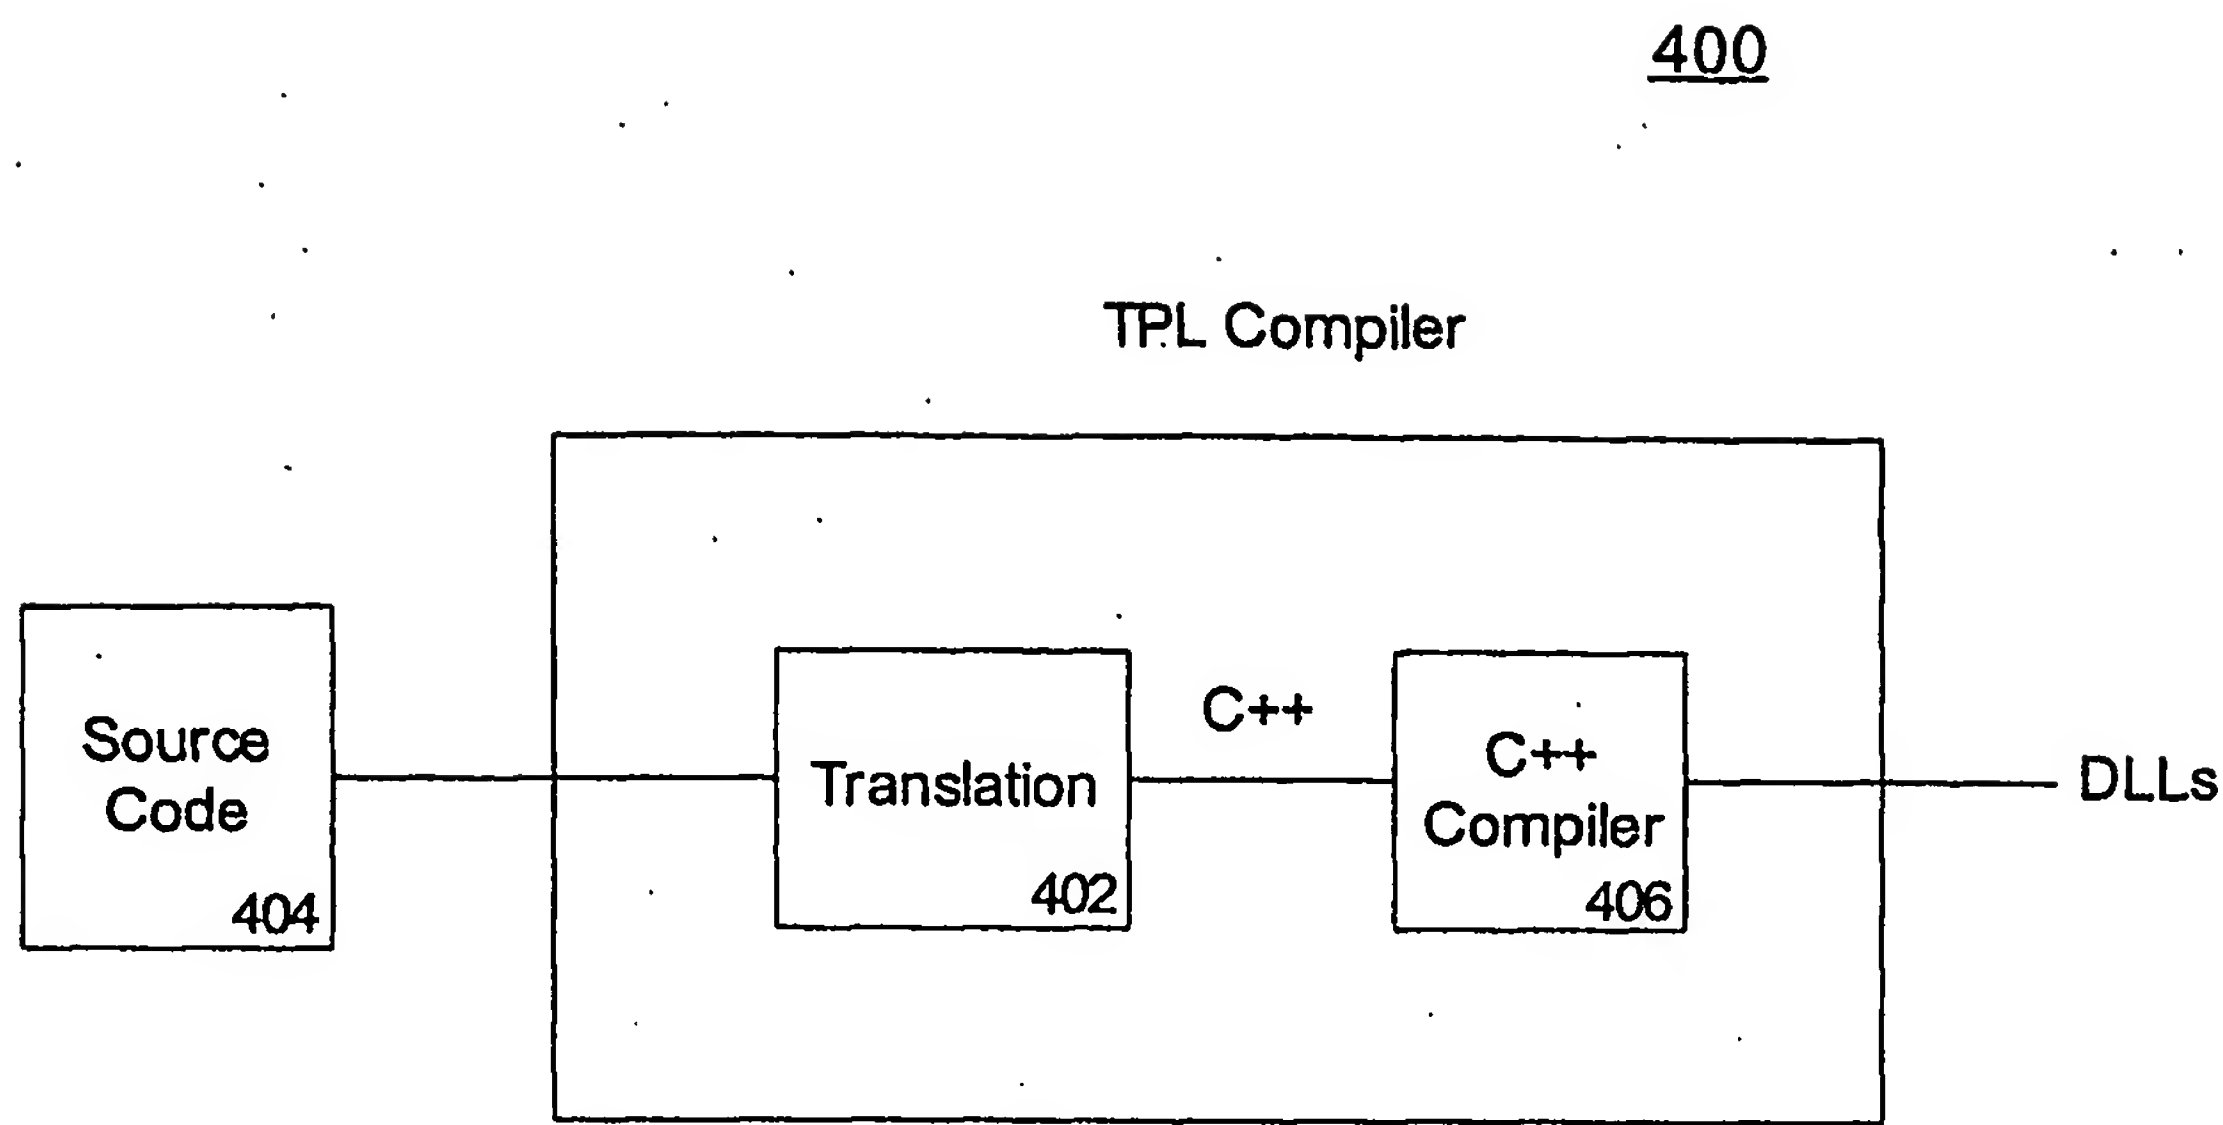 400
TPL Compiler
Source
Code
404
Translation
402
C++
C++
Compiler
406
DLLs